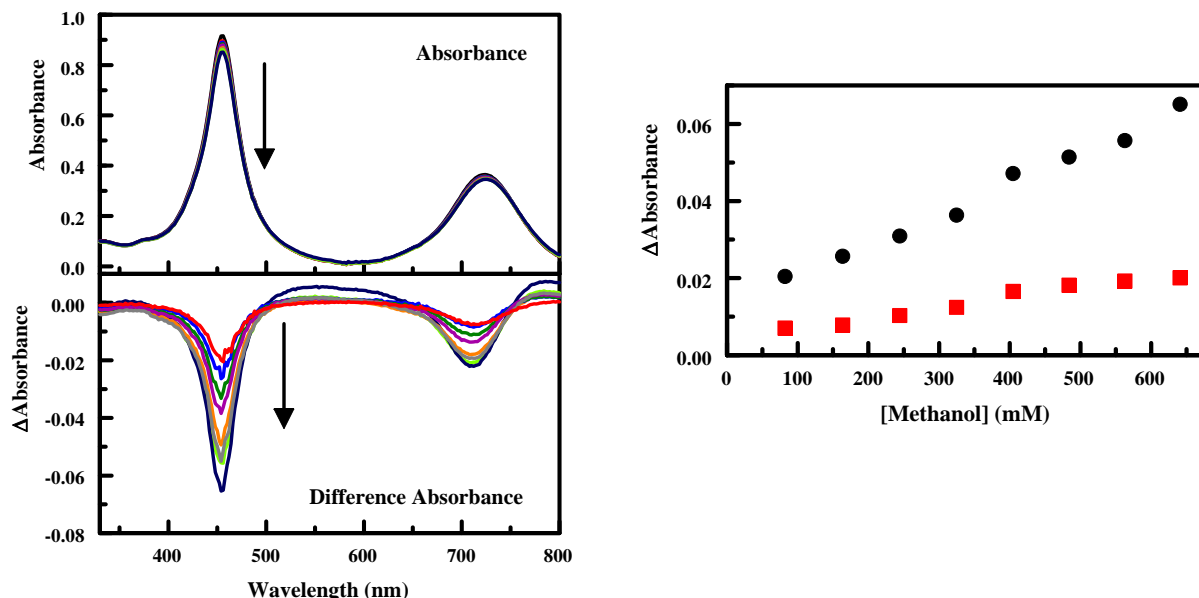 1.0
0.8
0.6
0.4
0.2
0.0
Absorbance
Absorbance
0.00
-0.02
-0.04
-0.06
-0.08
ΔAbsorbance
Difference Absorbance
400 500 600 700 800
Wavelength (nm)
0.06
0.04
0.02
0.00
ΔAbsorbance
0 100 200 300 400 500 600
[Methanol] (mM)